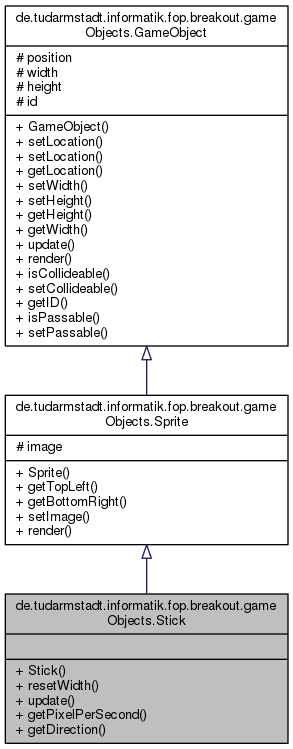 de.tudarmstadt.informatik.fop.breakout.game
Objects.GameObject
# position
# width
# height
# id
+ GameObject()
+ setLocation()
+ setLocation()
+ getLocation()
+ setWidth()
+ setHeight()
+ getHeight()
+ getWidth()
+ update()
+ render()
+ isCollideable()
+ setCollideable()
+ getID()
+ isPassable()
+ setPassable()
de.tudarmstadt.informatik.fop.breakout.game
Objects.Sprite
# image
+ Sprite()
+ getTopLeft()
+ getBottomRight()
+ setImage()
+ render()
de.tudarmstadt.informatik.fop.breakout.game
Objects.Stick
+ Stick()
+ resetWidth()
+ update()
+ getPixelPerSecond()
+ getDirection()